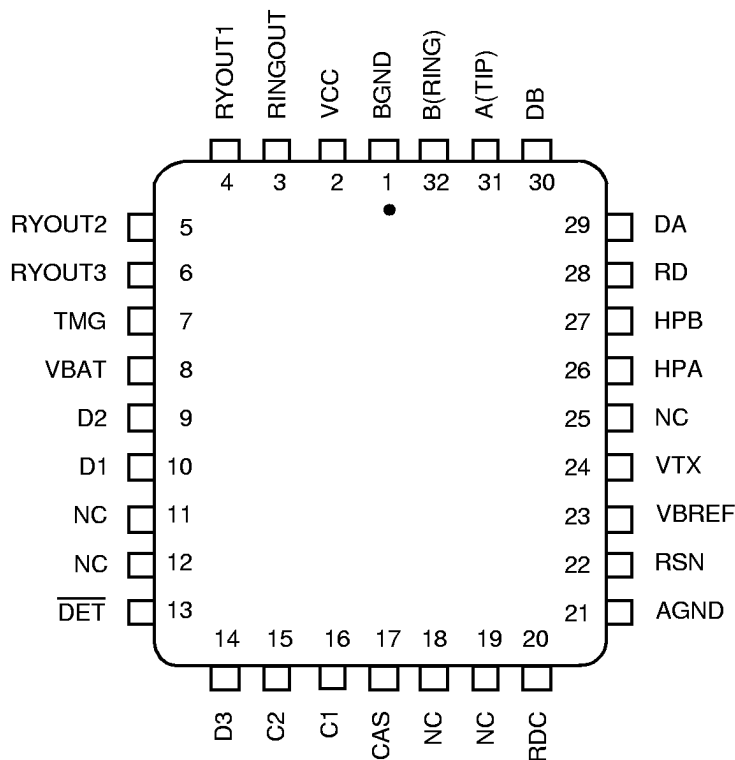 RYOUT1 RINGOUT VCC BGND B(RING) A(TIP) DB
4 3 2 1 32 31 30
RYOUT2 5 29 DA
RYOUT3 6 28 RD
TMG 7 27 HPB
VBAT 8 26 HPA
D2 9 25 NC
D1 10 24 VTX
NC 11 23 VBREF
NC 12 22 RSN
DET 13 21 AGND
14 15 16 17 18 19 20
D3 C2 C1 CAS NC NC RDC